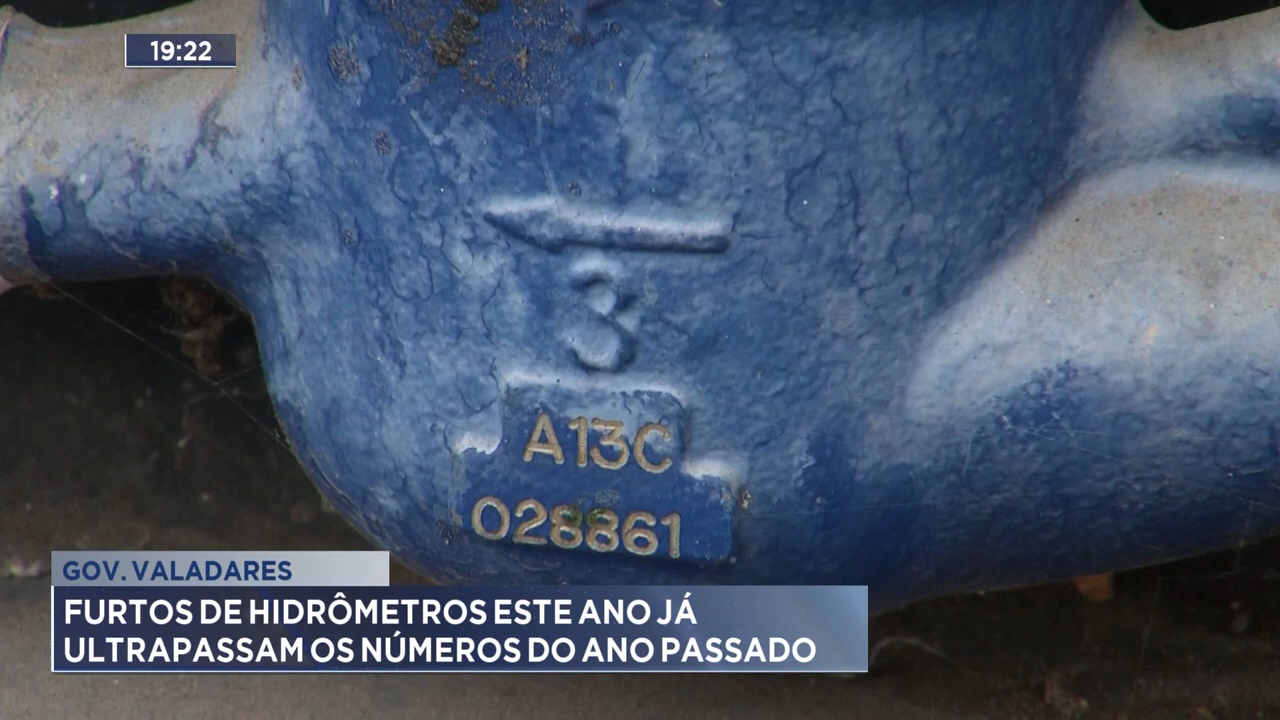 19:22
3
A13C
028861
GOV. VALADARES
FURTOS DE HIDRÔMETROS ESTE ANO JÁ
ULTRAPASSAM OS NÚMEROS DO ANO PASSADO